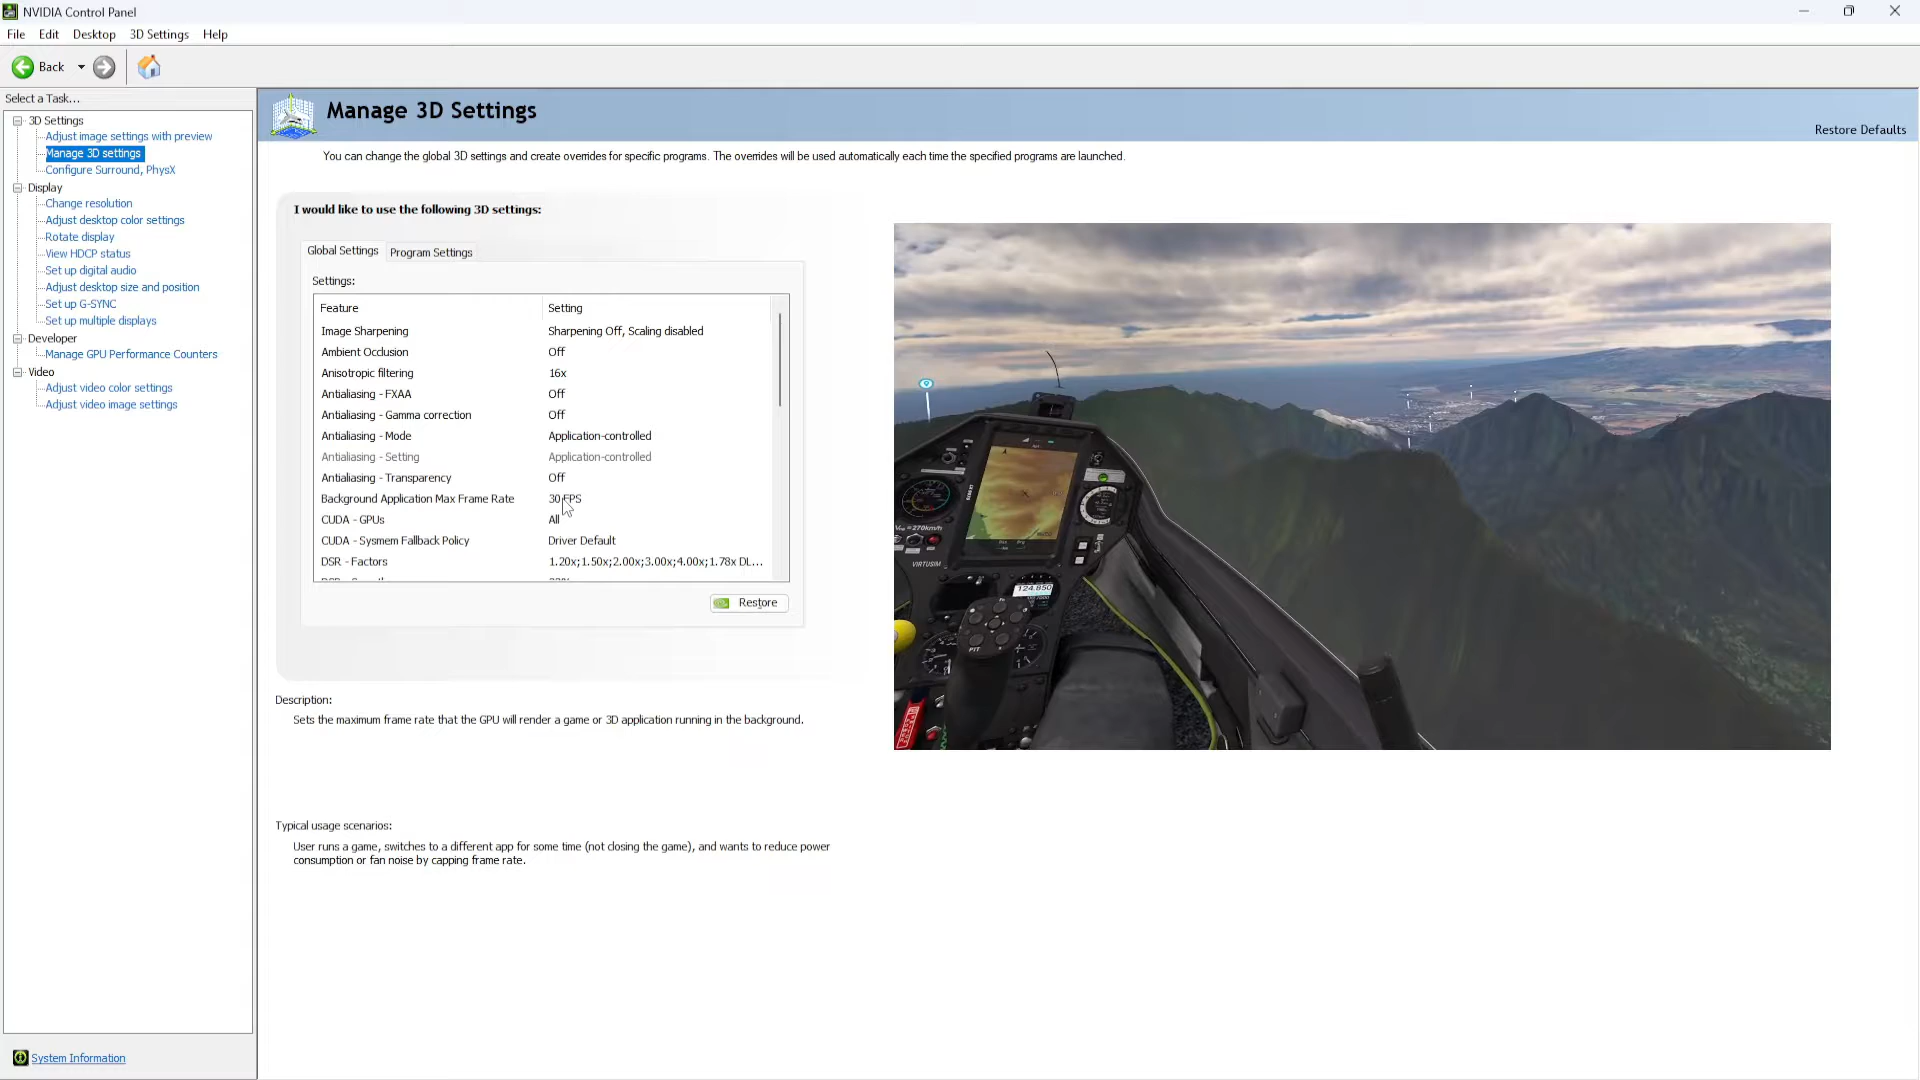 NVIDIA Control Panel
File Edit Desktop 3D Settings Help
Back
Select a Task...
3D Settings
Adjust image settings with preview
Manage 3D settings
Configure Surround, PhysX
Display
Change resolution
Adjust desktop color settings
Rotate display
View HDCP status
Set up digital audio
Adjust desktop size and position
Set up G-SYNC
Set up multiple displays
Developer
Manage GPU Performance Counters
Video
Adjust video color settings
Adjust video image settings
System Information
Manage 3D Settings
Restore Defaults
You can change the global 3D settings and create overrides for specific programs. The overrides will be used automatically each time the specified programs are launched.
I would like to use the following 3D settings:
Global Settings Program Settings
Settings:
Feature Setting
Image Sharpening Sharpening Off, Scaling disabled
Ambient Occlusion Off
Anisotropic filtering 16x
Antialiasing - FXAA Off
Antialiasing - Gamma correction Off
Antialiasing - Mode Application-controlled
Antialiasing - Setting Application-controlled
Antialiasing - Transparency Off
Background Application Max Frame Rate 30 FPS
CUDA - GPUs All
CUDA - Sysmem Fallback Policy Driver Default
DSR - Factors 1.20x;1.50x;2.00x;3.00x;4.00x;1.78x DL...
Restore
Description:
Sets the maximum frame rate that the GPU will render a game or 3D application running in the background.
Typical usage scenarios:
User runs a game, switches to a different app for some time (not closing the game), and wants to reduce power
consumption or fan noise by capping frame rate.
=270km/h
VIRTUSIM
124.850
PIT